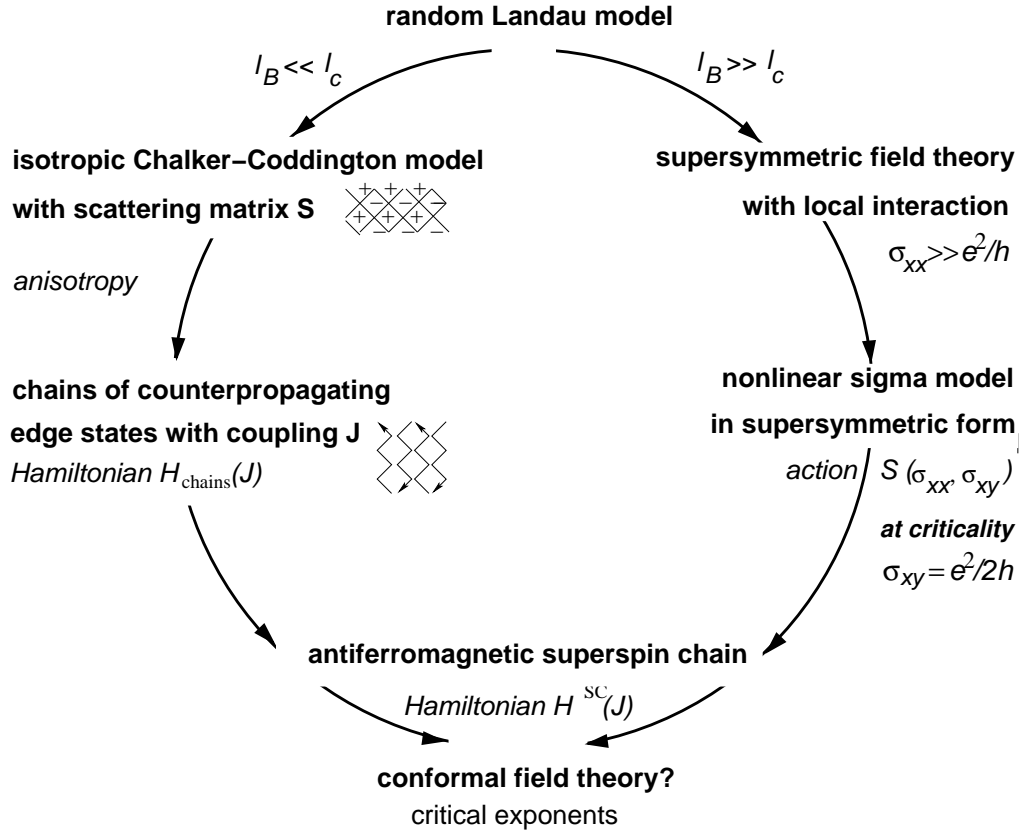 random Landau model
l_B << l_c
l_B >> l_c
isotropic Chalker−Coddington model
with scattering matrix S
+ + +
− − −
+ + +
− − −
anisotropy
supersymmetric field theory
with local interaction
σ_xx >> e²/h
chains of counterpropagating
edge states with coupling J
Hamiltonian H_chains(J)
nonlinear sigma model
in supersymmetric form
action S (σ_xx, σ_xy)
at criticality
σ_xy = e²/2h
antiferromagnetic superspin chain
Hamiltonian H^SC(J)
conformal field theory?
critical exponents